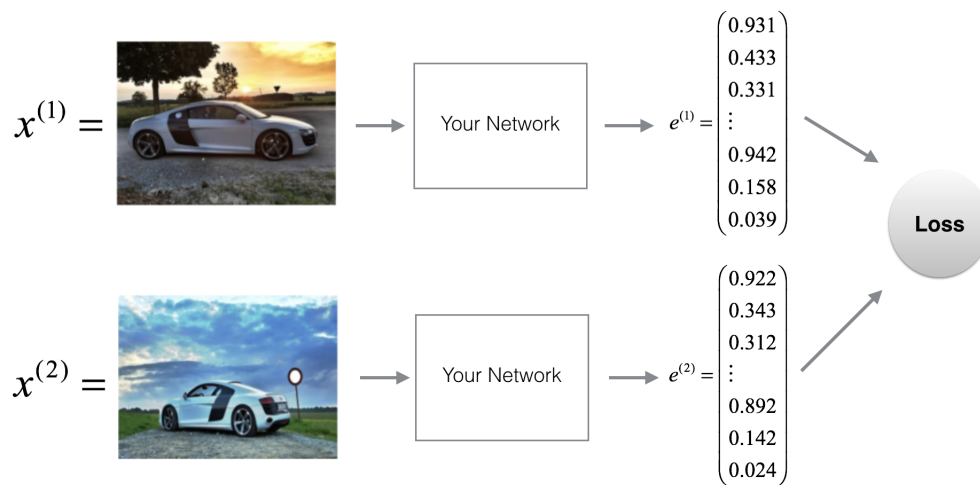 x^(1) =
Your Network
e^(1) =
0.931
0.433
0.331
⋮
0.942
0.158
0.039
Loss
x^(2) =
Your Network
e^(2) =
0.922
0.343
0.312
⋮
0.892
0.142
0.024